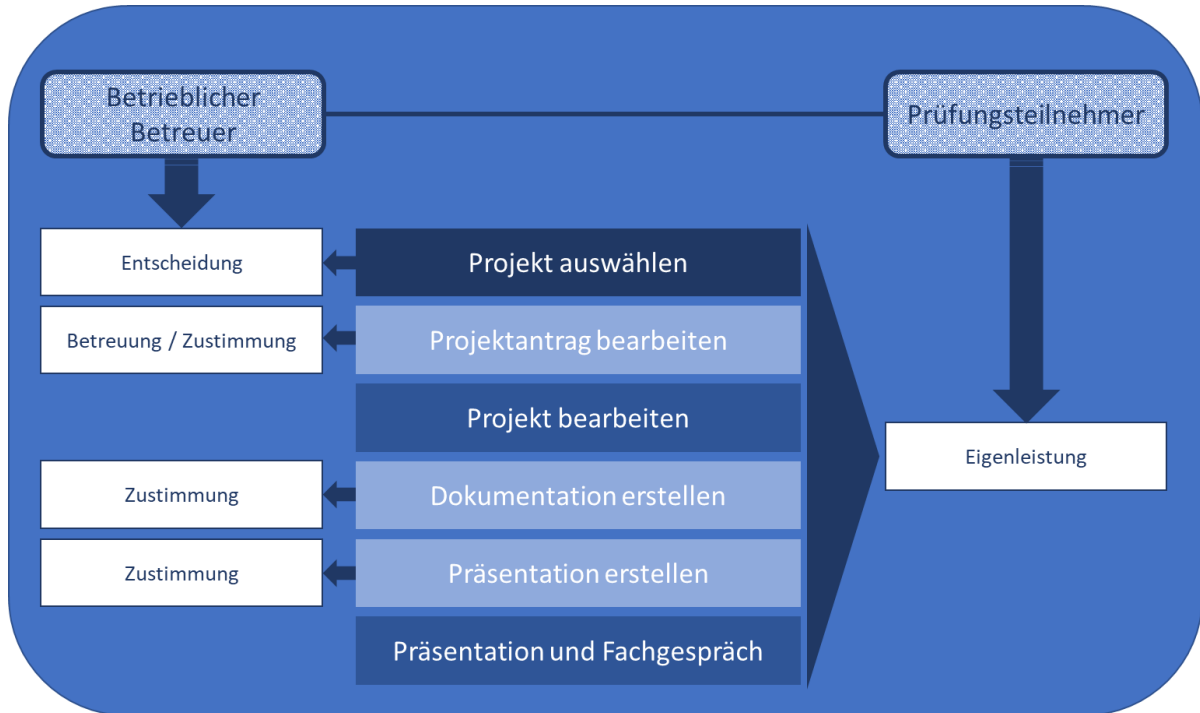 Betrieblicher
Betreuer
Prüfungsteilnehmer
Entscheidung
Projekt auswählen
Betreuung / Zustimmung
Projektantrag bearbeiten
Projekt bearbeiten
Eigenleistung
Zustimmung
Dokumentation erstellen
Zustimmung
Präsentation erstellen
Präsentation und Fachgespräch